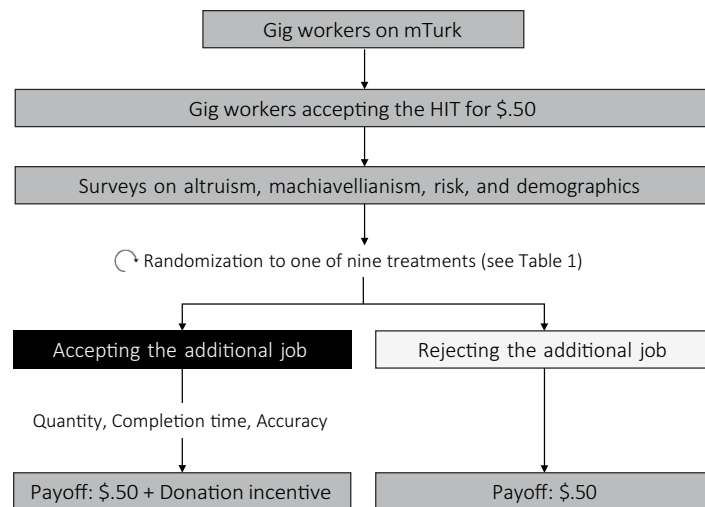 Gig workers on mTurk
Gig workers accepting the HIT for $.50
Surveys on altruism, machiavellianism, risk, and demographics
Randomization to one of nine treatments (see Table 1)
Accepting the additional job
Rejecting the additional job
Quantity, Completion time, Accuracy
Payoff: $.50 + Donation incentive
Payoff: $.50